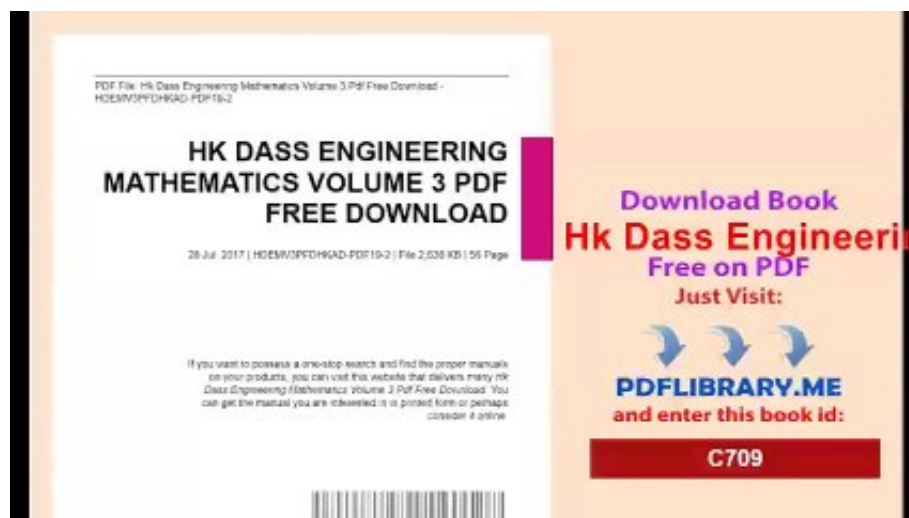 PDF File: Hk Dass Engineering Mathematics Volume 3 Pdf Free Download -
HDEMV3PFDHKAD-PDF19-2
HK DASS ENGINEERING
MATHEMATICS VOLUME 3 PDF
FREE DOWNLOAD
28 Jul, 2017 | HDEMV3PFDHKAD-PDF19-2 | File 2,638 KB | 56 Page
If you want to possess a one-stop search and find the proper manuals
on your products, you can visit this website that delivers many Hk
Dass Engineering Mathematics Volume 3 Pdf Free Download. You
can get the manual you are interested in in printed form or perhaps
consider it online.
Download Book
Hk Dass Engineeri
Free on PDF
Just Visit:
PDFLIBRARY.ME
and enter this book id:
C709